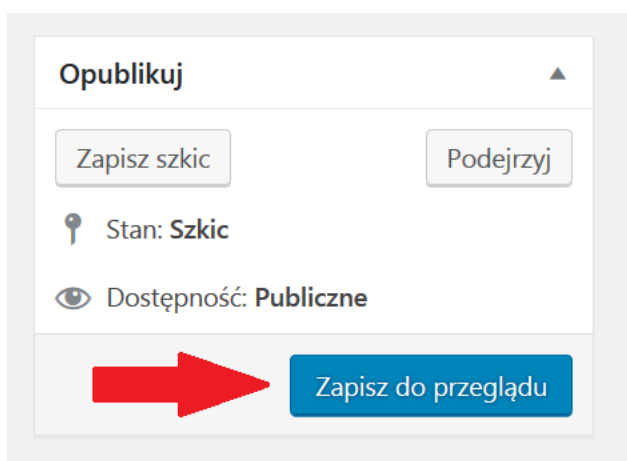 Opublikuj
Zapisz szkic Podejrzyj
Stan: Szkic
Dostępność: Publiczne
Zapisz do przeglądu